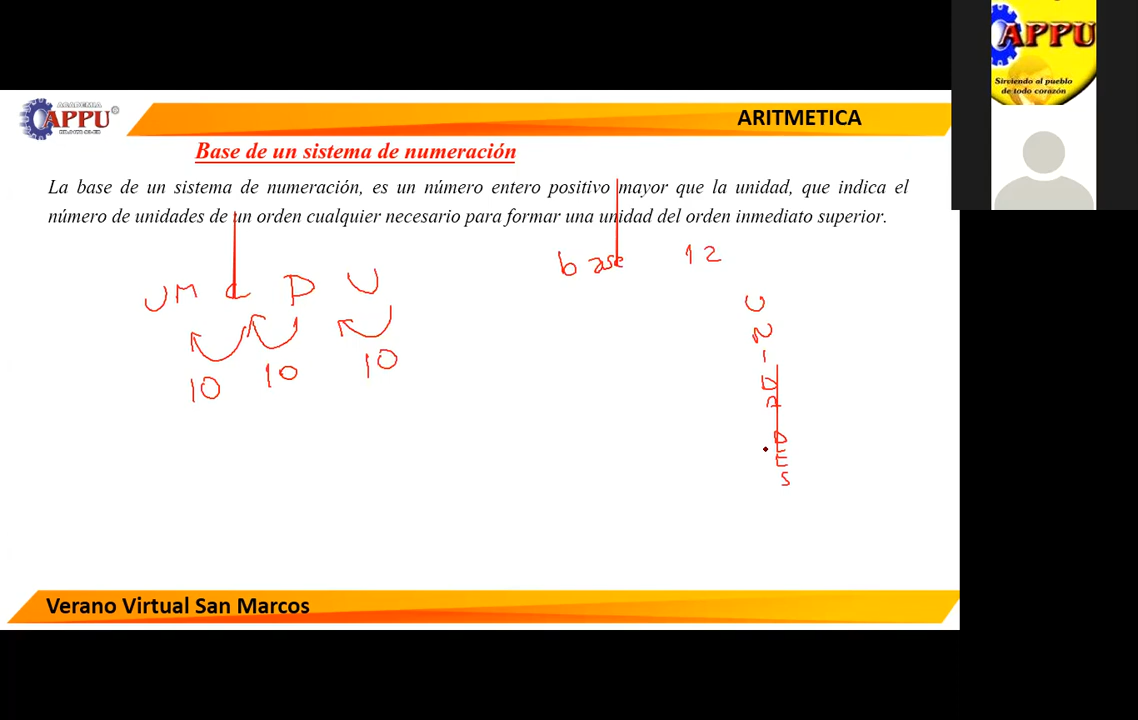 APPU
Sirviendo al pueblo
de todo corazón
ACADEMIA
APPU®
ARITMETICA
Base de un sistema de numeración
La base de un sistema de numeración, es un número entero positivo mayor que la unidad, que indica el
número de unidades de un orden cualquier necesario para formar una unidad del orden inmediato superior.
base 12
UM C D U
10 10 10
UNIDADES
Verano Virtual San Marcos